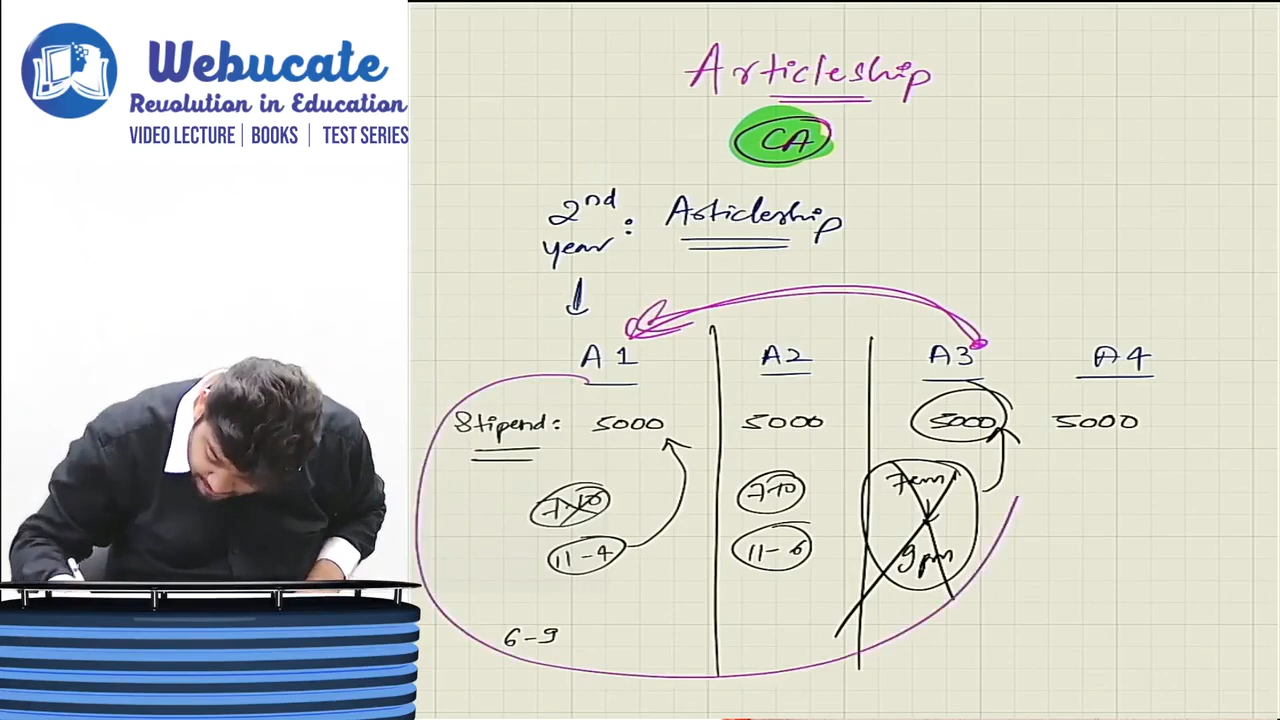 Webucate
Revolution in Education
VIDEO LECTURE | BOOKS | TEST SERIES
Articleship
CA
2nd year : Articleship
A1 A2 A3 A4
Stipend: 5000 5000 5000 5000
7-10 7-10 7am
11-4 11-6 9pm
6-9